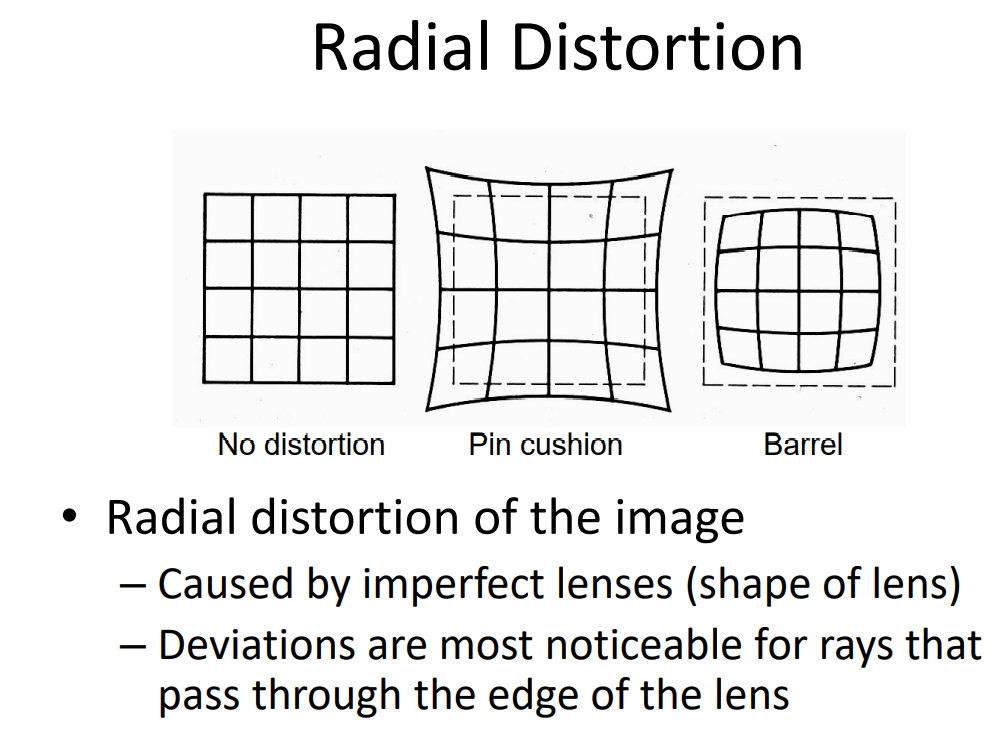 Radial Distortion
No distortion
Pin cushion
Barrel
• Radial distortion of the image
– Caused by imperfect lenses (shape of lens)
– Deviations are most noticeable for rays that
pass through the edge of the lens